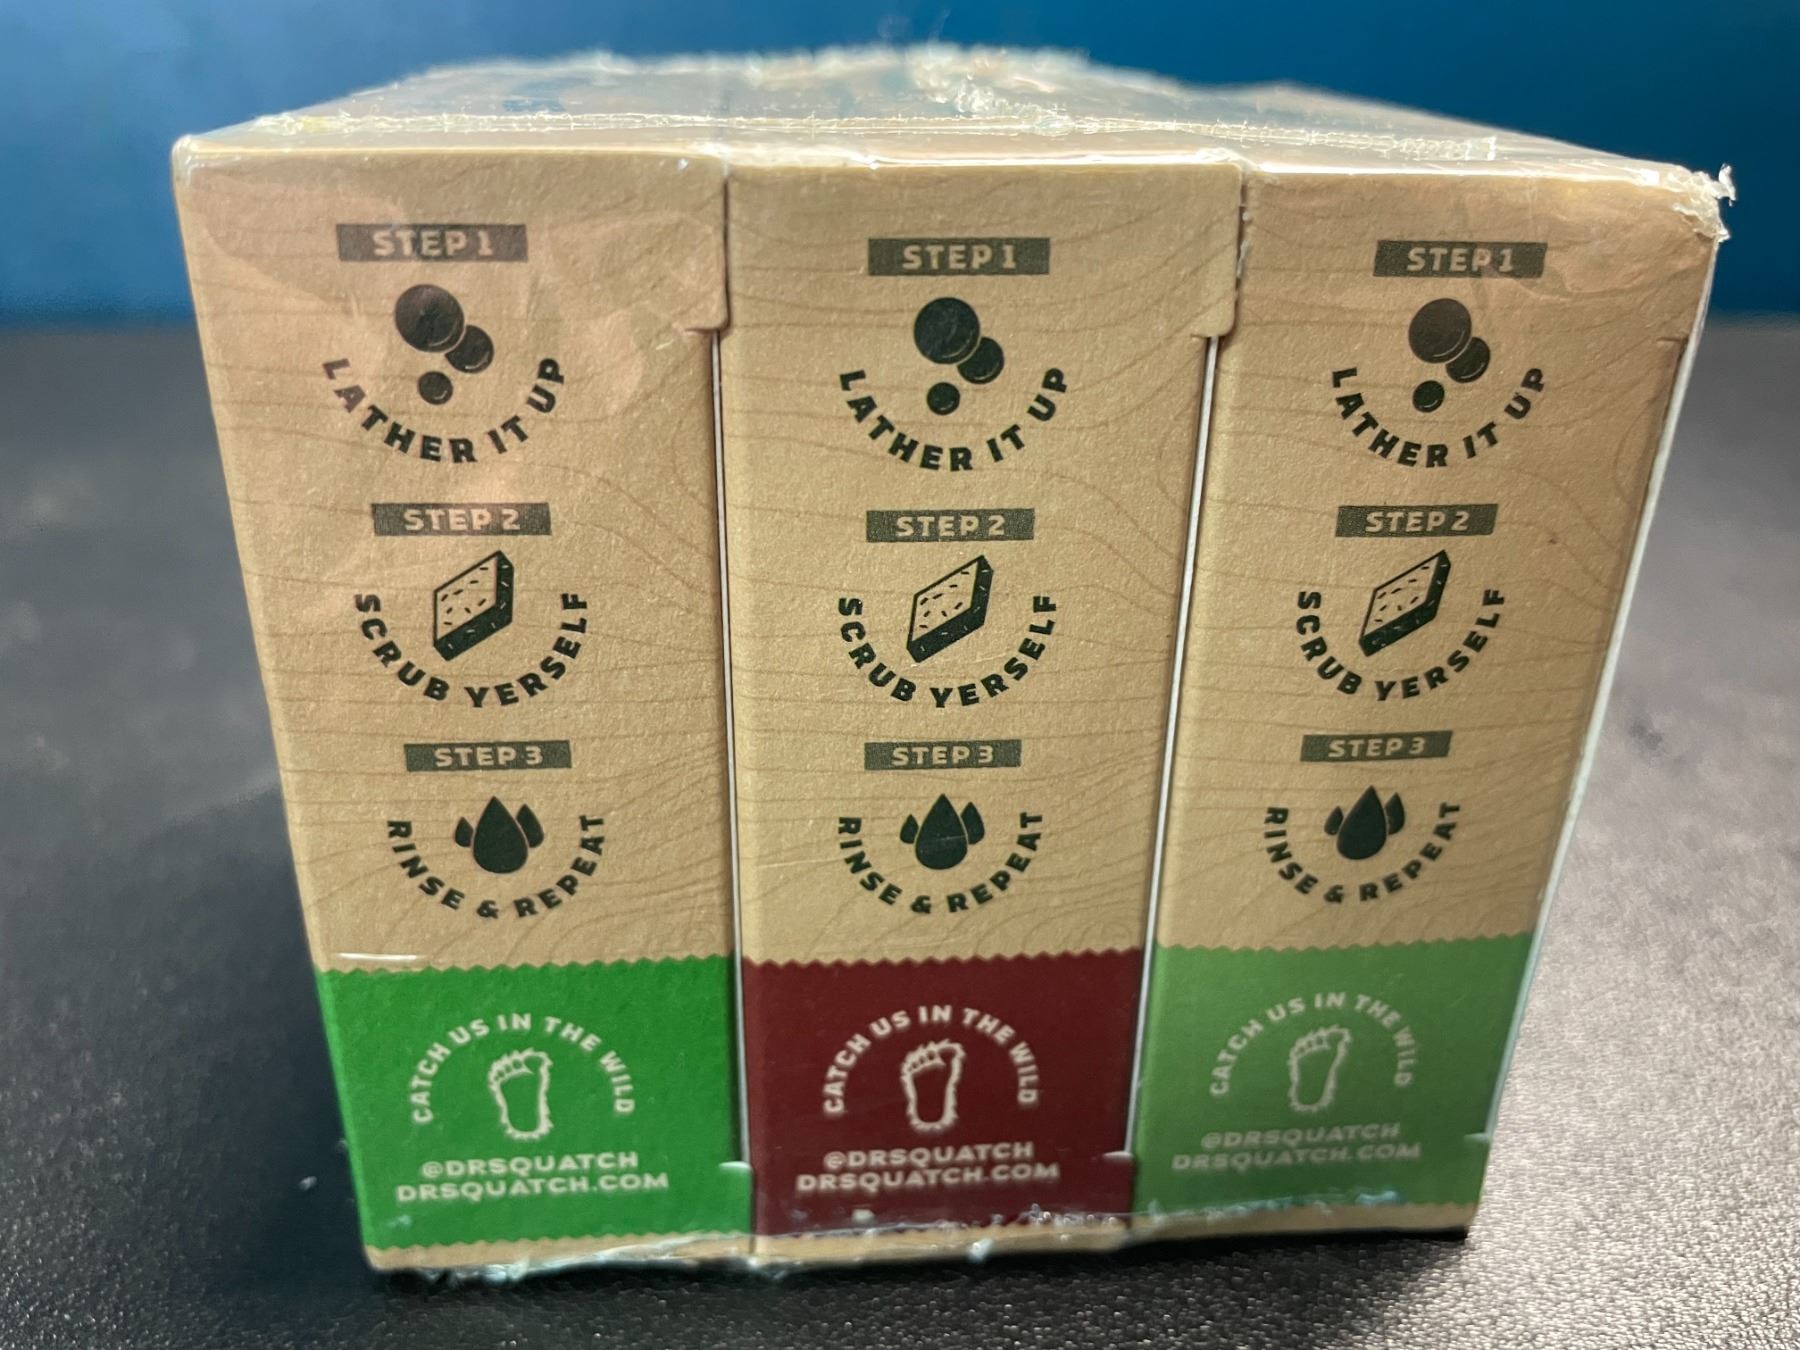 STEP 1
LATHER IT UP
STEP 2
SCRUB YERSELF
STEP 3
RINSE & REPEAT
CATCH US IN THE WILD
@DRSQUATCH
DRSQUATCH.COM
STEP 1
LATHER IT UP
STEP 2
SCRUB YERSELF
STEP 3
RINSE & REPEAT
CATCH US IN THE WILD
@DRSQUATCH
DRSQUATCH.COM
STEP 1
LATHER IT UP
STEP 2
SCRUB YERSELF
STEP 3
RINSE & REPEAT
CATCH US IN THE WILD
@DRSQUATCH
DRSQUATCH.COM